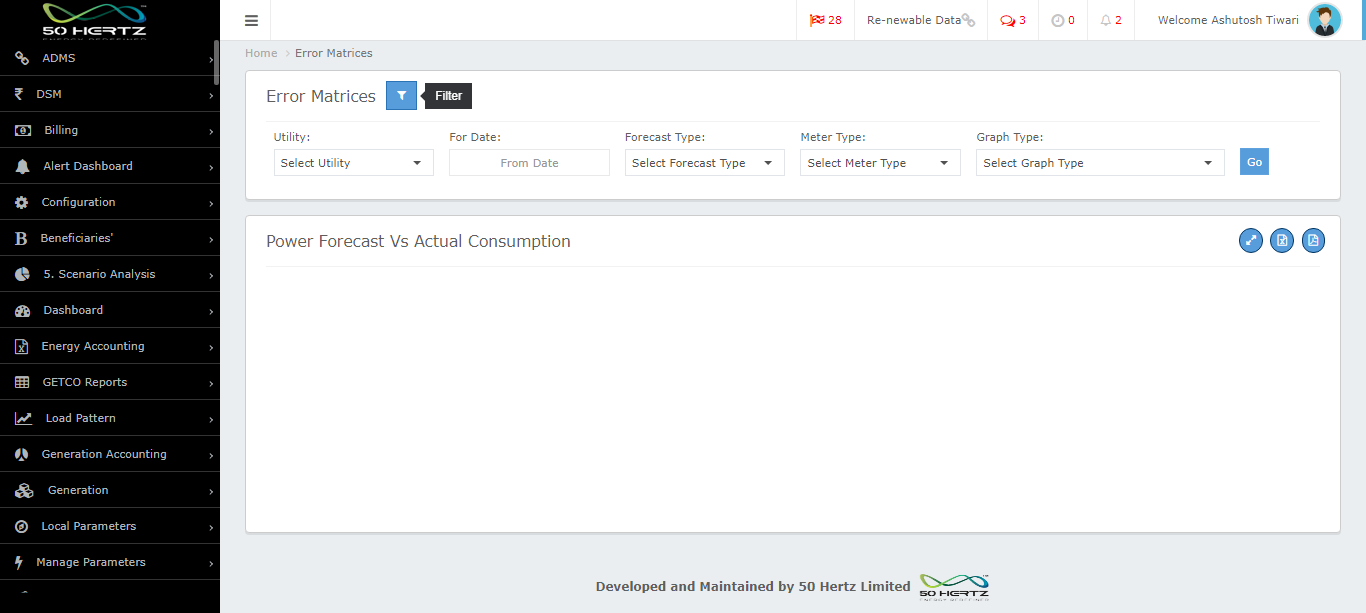 50 HERTZ
ENERGY REDEFINED
28
Re-newable Data
3
0
2
Welcome Ashutosh Tiwari
ADMS
DSM
Billing
Alert Dashboard
Configuration
B Beneficiaries'
5. Scenario Analysis
Dashboard
Energy Accounting
GETCO Reports
Load Pattern
Generation Accounting
Generation
Local Parameters
Manage Parameters
Home > Error Matrices
Error Matrices
Filter
Utility: For Date: Forecast Type: Meter Type: Graph Type:
Select Utility From Date Select Forecast Type Select Meter Type Select Graph Type Go
Power Forecast Vs Actual Consumption
Developed and Maintained by 50 Hertz Limited
50 HERTZ
ENERGY REDEFINED